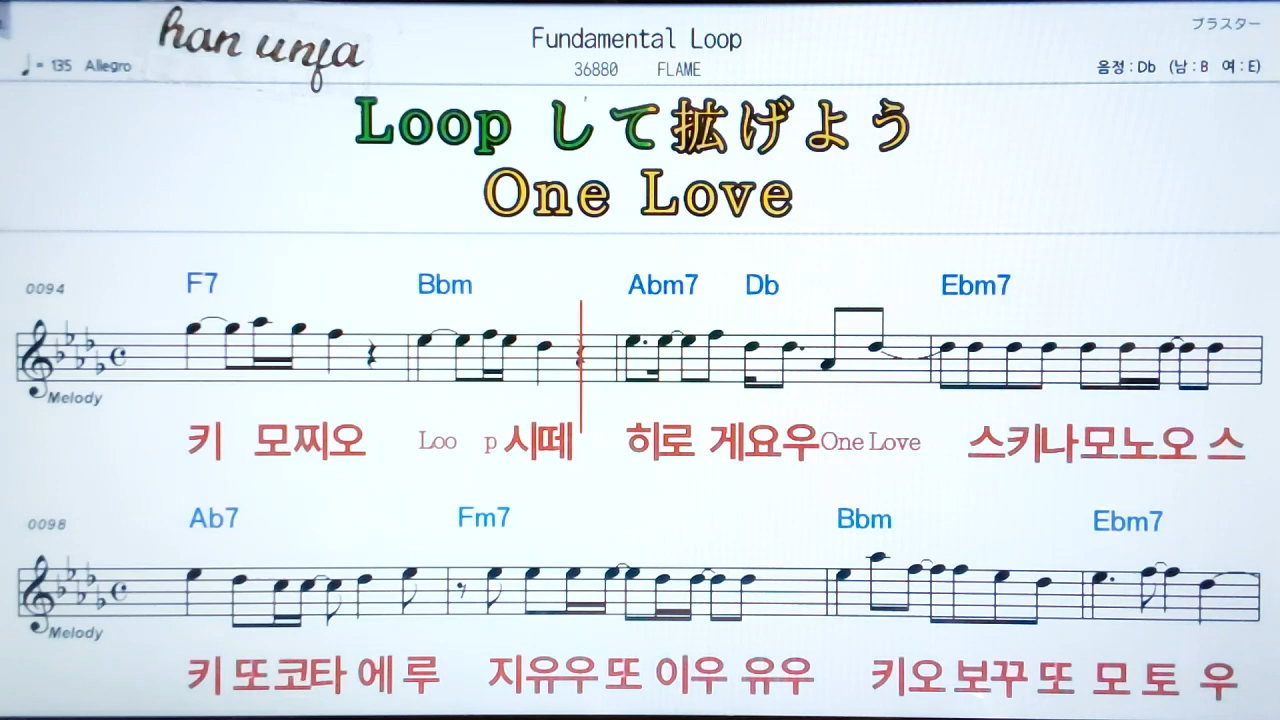 han unfa
Fundamental Loop
ブラスター
♩= 135 Allegro
36880 FLAME
음정 : Db (남 : B 여 : E)
Loop して拡げよう
One Love
0094
F7 Bbm Abm7 Db Ebm7
Melody
키 모찌오 Loo p 시떼 히로 게요우 One Love 스키나모노오 스
0098
Ab7 Fm7 Bbm Ebm7
Melody
키 또코타 에 루 지유우 또 이우 유우 키오 보꾸 또 모 토 우